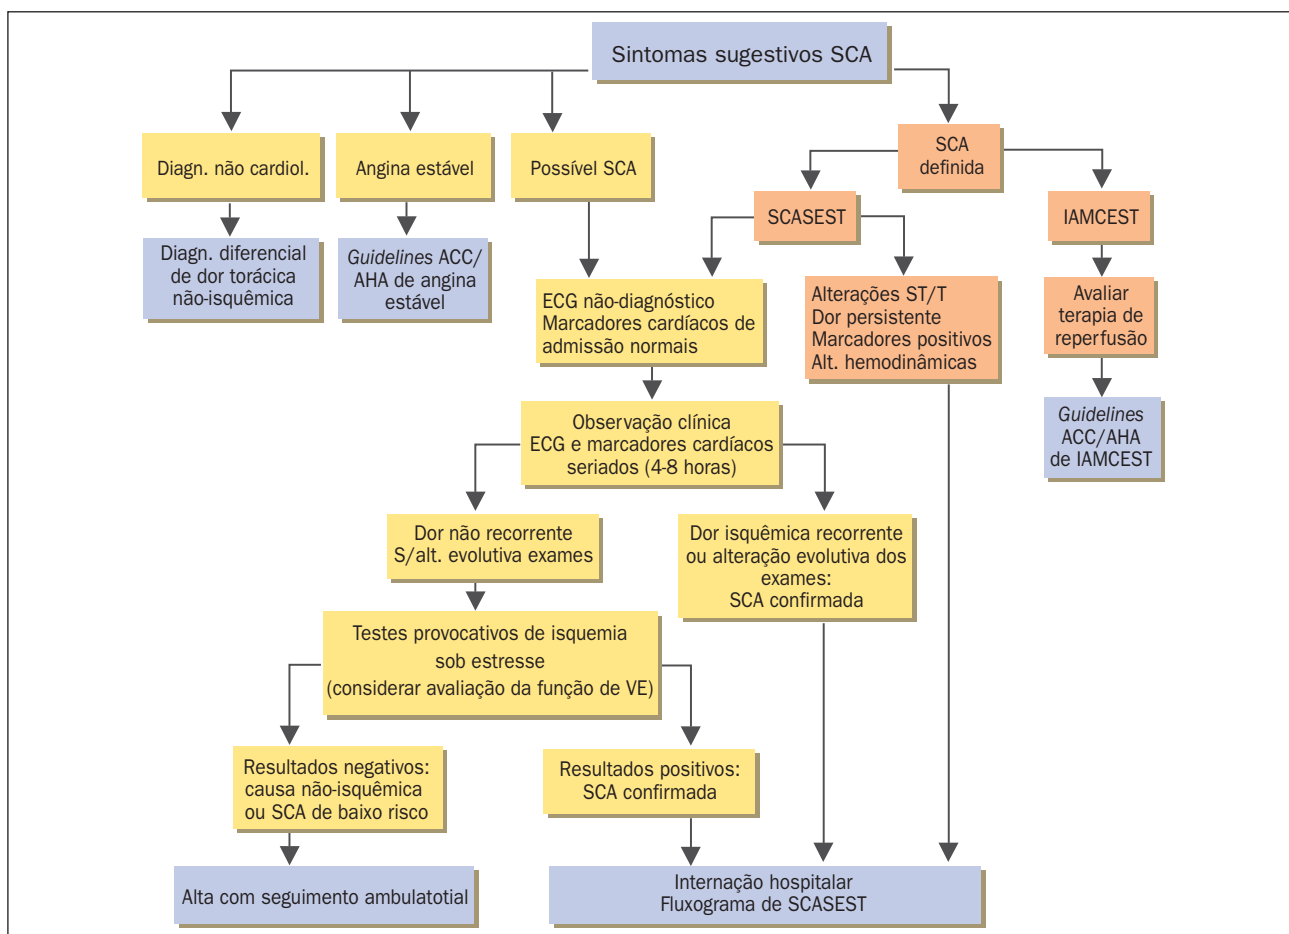 Sintomas sugestivos SCA
Diagn. não cardiol.
Angina estável
Possível SCA
SCA
definida
SCASEST
IAMCEST
Diagn. diferencial
de dor torácica
não-isquêmica
Guidelines ACC/
AHA de angina
estável
ECG não-diagnóstico
Marcadores cardíacos de
admissão normais
Alterações ST/T
Dor persistente
Marcadores positivos
Alt. hemodinâmicas
Avaliar
terapia de
reperfusão
Guidelines
ACC/AHA
de IAMCEST
Observação clínica
ECG e marcadores cardíacos
seriados (4-8 horas)
Dor não recorrente
S/alt. evolutiva exames
Dor isquêmica recorrente
ou alteração evolutiva dos
exames:
SCA confirmada
Testes provocativos de isquemia
sob estresse
(considerar avaliação da função de VE)
Resultados negativos:
causa não-isquêmica
ou SCA de baixo risco
Resultados positivos:
SCA confirmada
Alta com seguimento ambulatotial
Internação hospitalar
Fluxograma de SCASEST